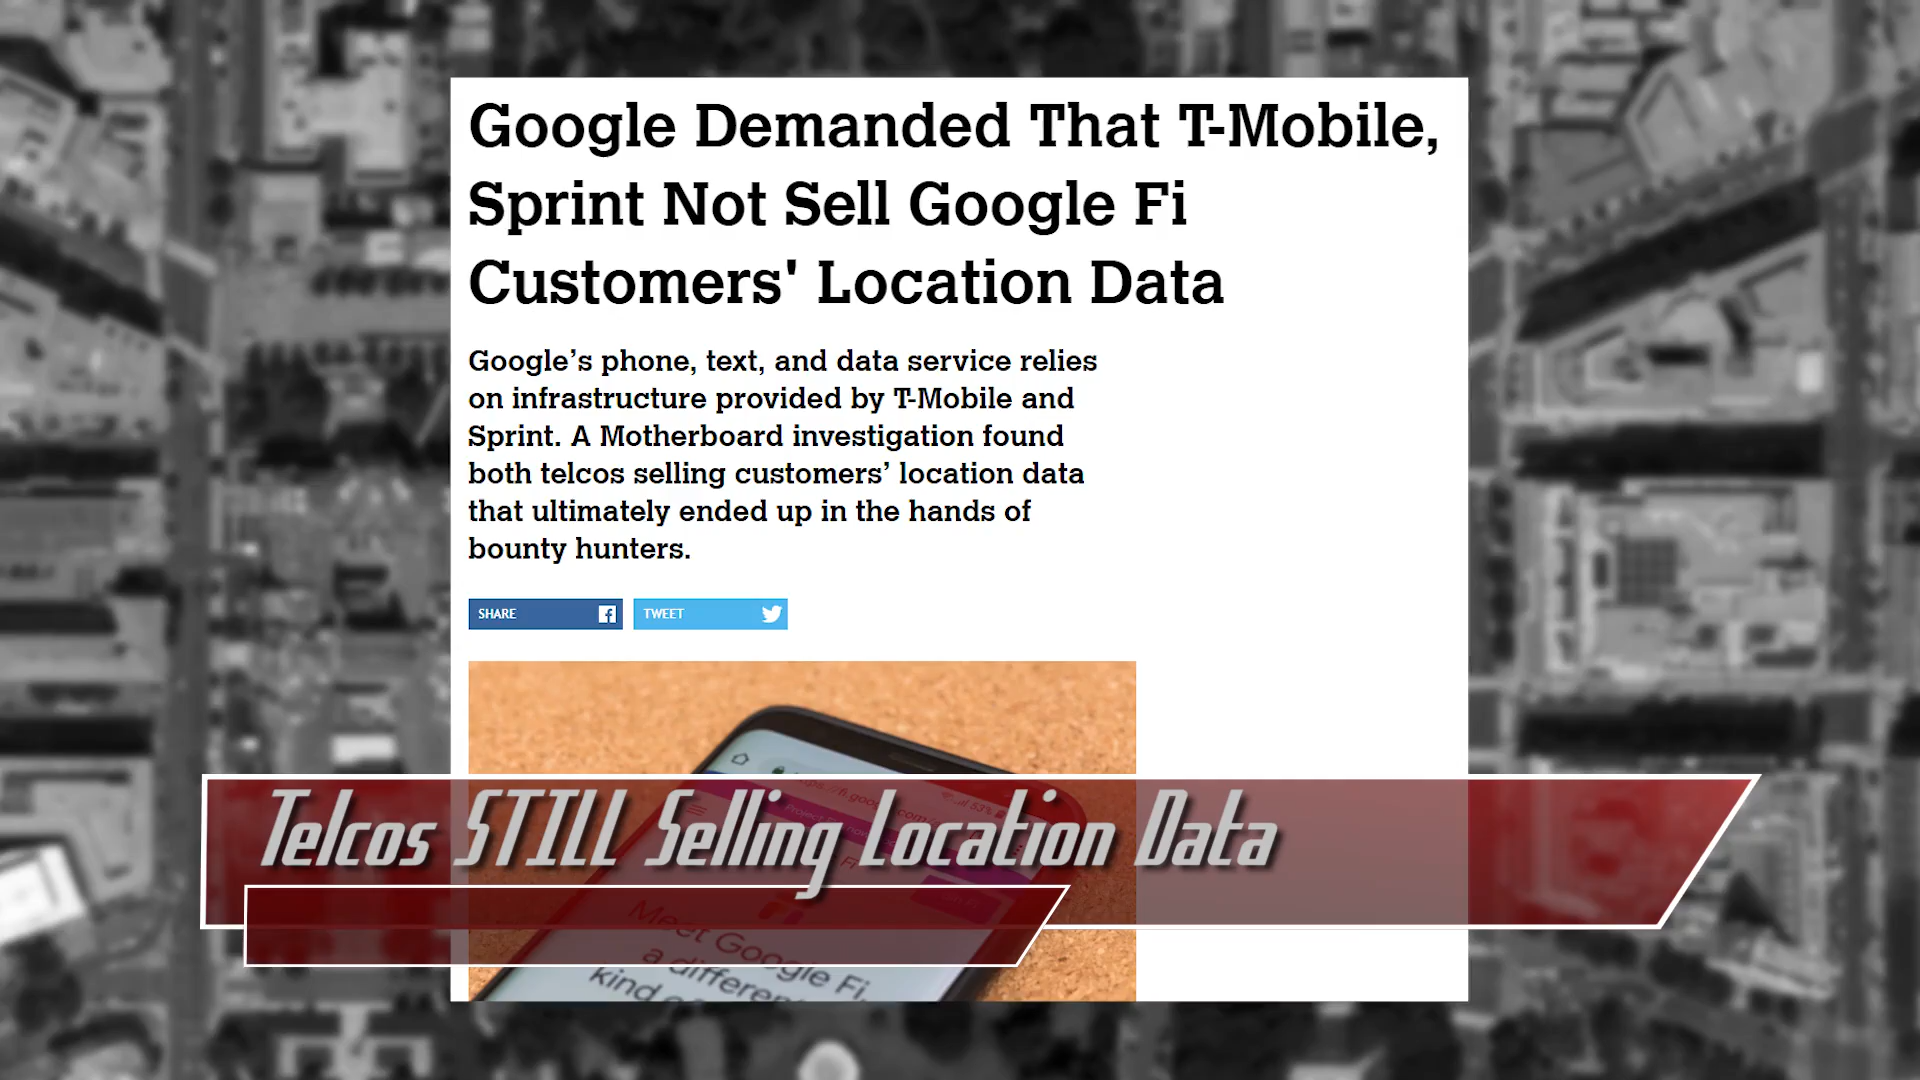 Google Demanded That T-Mobile,
Sprint Not Sell Google Fi
Customers' Location Data
Google’s phone, text, and data service relies
on infrastructure provided by T-Mobile and
Sprint. A Motherboard investigation found
both telcos selling customers’ location data
that ultimately ended up in the hands of
bounty hunters.
SHARE
TWEET
53%
Telcos STILL Selling Location Data
Meet Google Fi,
a different